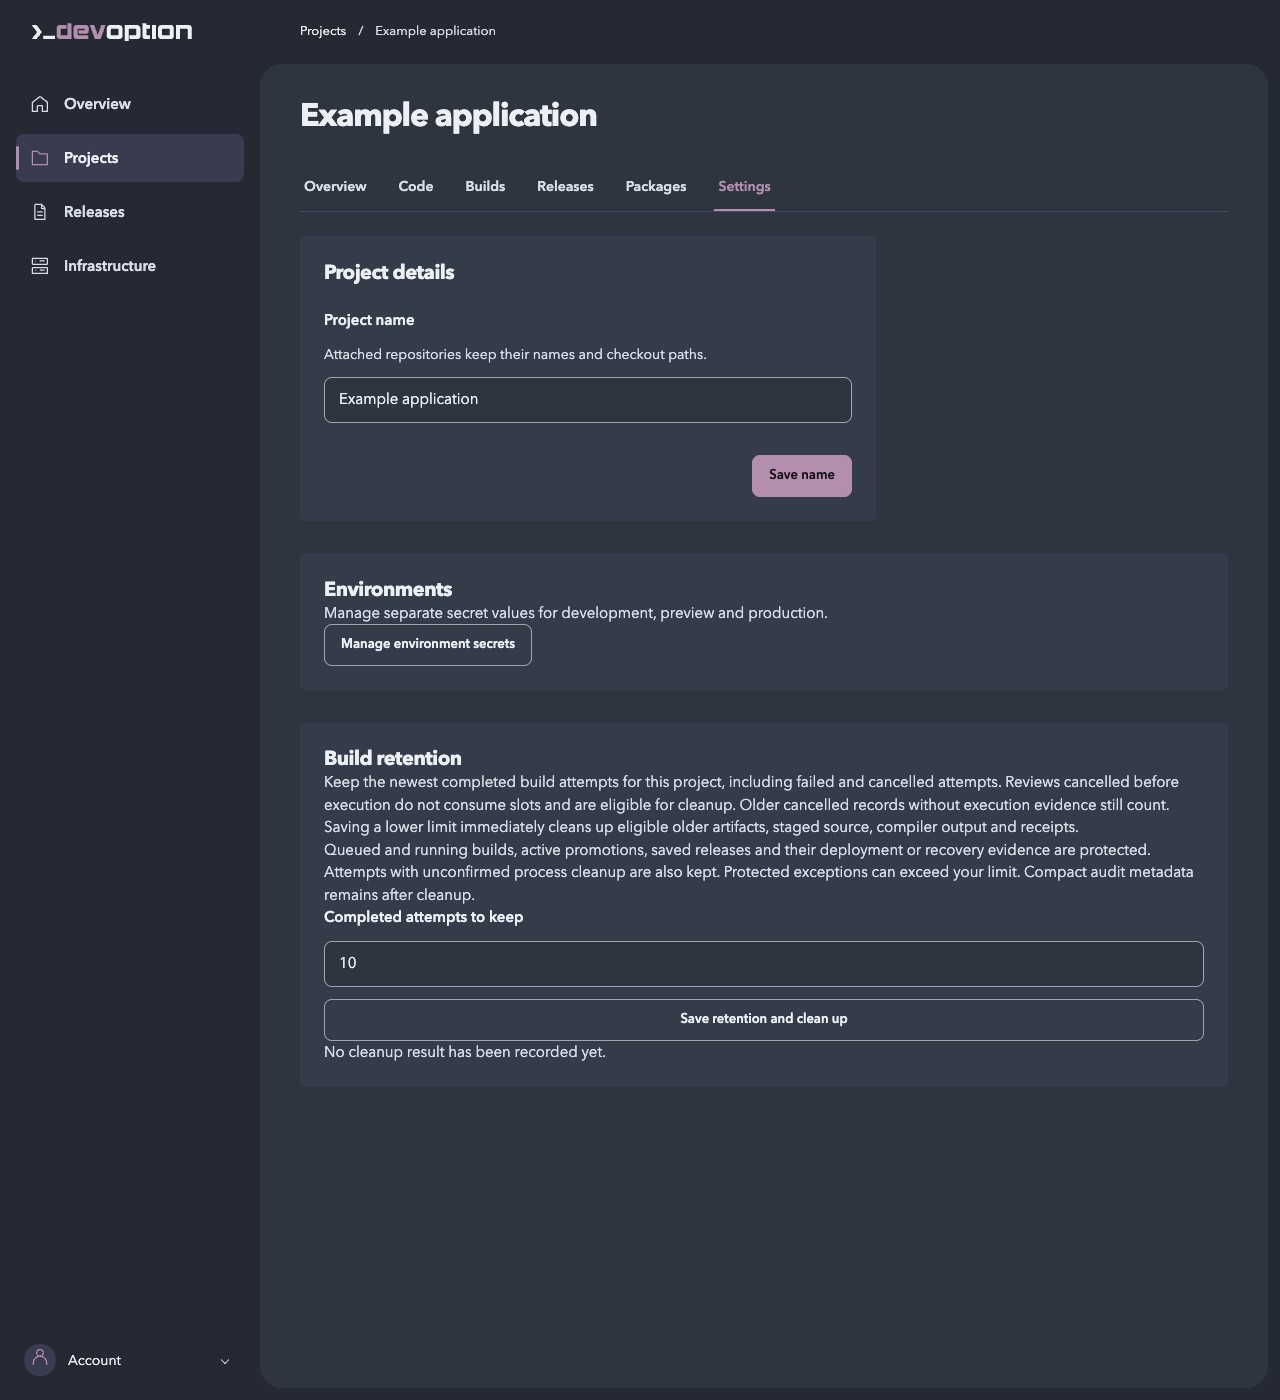 devoption
Projects / Example application
Overview
Projects
Releases
Infrastructure
Example application
Overview Code Builds Releases Packages Settings
Project details
Project name
Attached repositories keep their names and checkout paths.
Example application
Save name
Environments
Manage separate secret values for development, preview and production.
Manage environment secrets
Build retention
Keep the newest completed build attempts for this project, including failed and cancelled attempts. Reviews cancelled before
execution do not consume slots and are eligible for cleanup. Older cancelled records without execution evidence still count.
Saving a lower limit immediately cleans up eligible older artifacts, staged source, compiler output and receipts.
Queued and running builds, active promotions, saved releases and their deployment or recovery evidence are protected.
Attempts with unconfirmed process cleanup are also kept. Protected exceptions can exceed your limit. Compact audit metadata
remains after cleanup.
Completed attempts to keep
10
Save retention and clean up
No cleanup result has been recorded yet.
Account